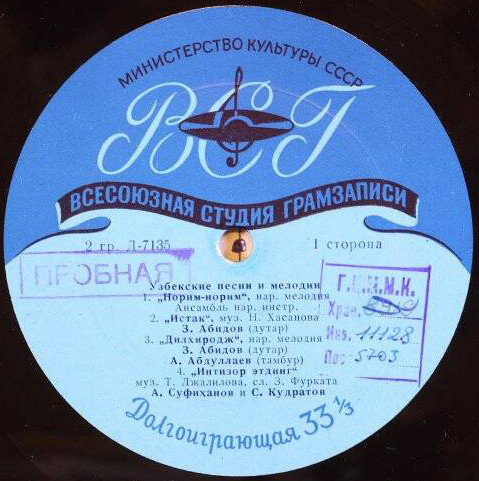 МИНИСТЕРСТВО КУЛЬТУРЫ СССР
ВСГ
ВСЕСОЮЗНАЯ СТУДИЯ ГРАМЗАПИСИ
2 гр. Д-7135
I сторона
ПРОБНАЯ
Узбекские песни и мелодии
1. „Норим-норим“, нар. мелодия
Ансамбль нар. инстр.
2. „Истак“, муз. Н. Хасанова
З. Абидов (дутар)
3. „Дилхиродж“, нар. мелодия
З. Абидов (дутар)
А. Абдуллаев (тамбур)
4. „Интизор этдинг“
муз. Т. Джалилова, сл. З. Фурката
А. Суфиханов и С. Кудратов
Г.Ц.М.М.К.
Хран.
Инв. 11128
Пос: 5703
Долгоиграющая 33 1/3